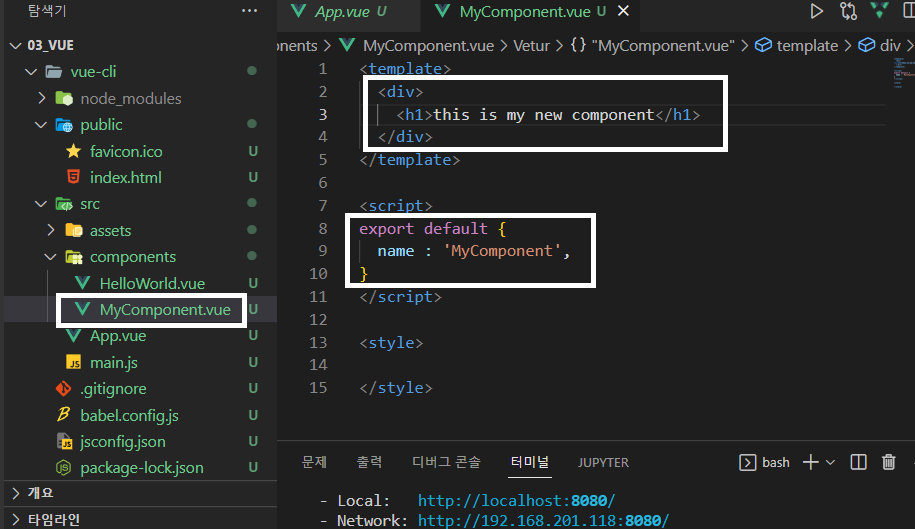 탐색기
···
App.vue U
MyComponent.vue U
03_VUE
vue-cli
node_modules
public
favicon.ico U
index.html U
src
assets
components
HelloWorld.vue U
MyComponent.vue U
App.vue U
JS main.js U
.gitignore U
babel.config.js U
jsconfig.json U
package-lock.json U
개요
타임라인
nents > MyComponent.vue > Vetur > {} "MyComponent.vue" > template > div
1 <template>
2 <div>
3 <h1>this is my new component</h1>
4 </div>
5 </template>
6
7 <script>
8 export default {
9 name : 'MyComponent',
10 }
11 </script>
12
13 <style>
14
15 </style>
문제 출력 디버그 콘솔 터미널 JUPYTER bash
- Local: http://localhost:8080/
- Network: http://192.168.201.118:8080/